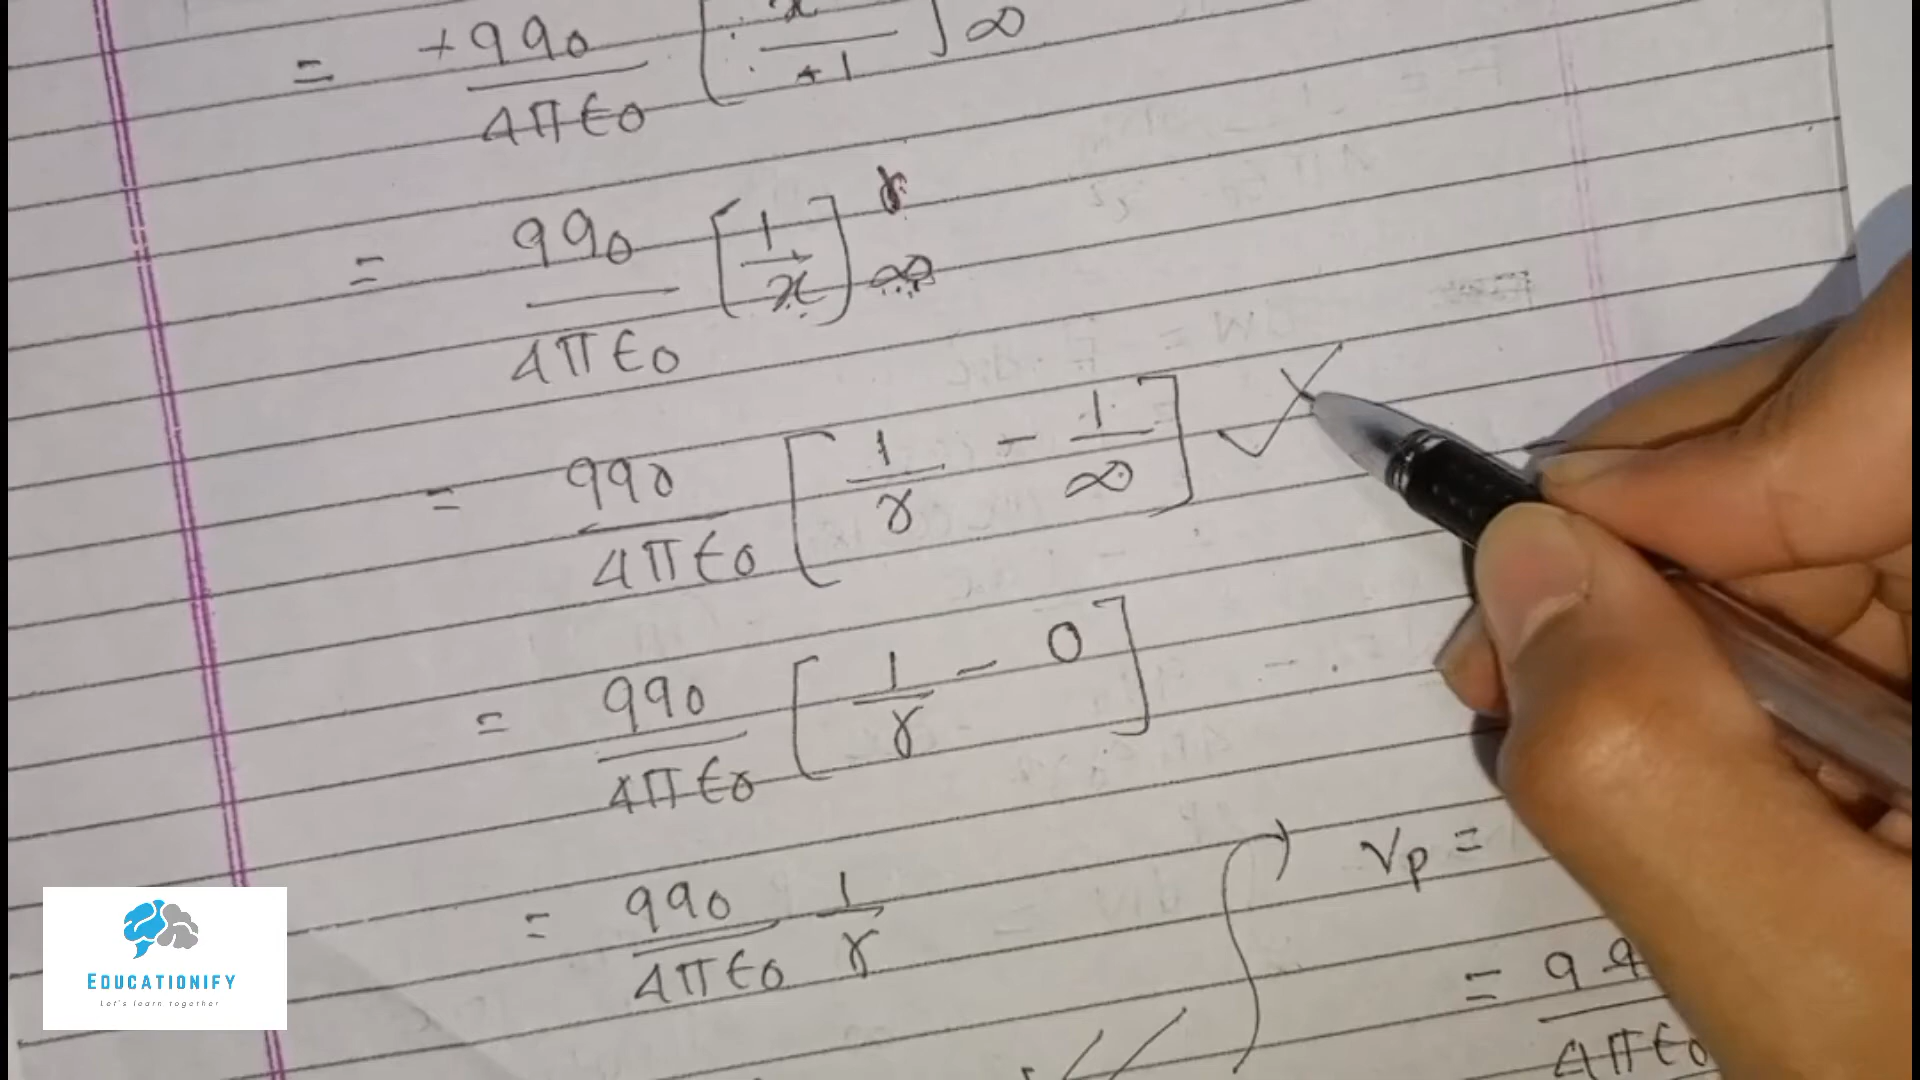 = +qq₀/4πε₀ [x/+1]∞
= qq₀/4πε₀ [1/x]^r_∞
= qq₀/4πε₀ [1/r - 1/∞]
= qq₀/4πε₀ [1/r - 0]
= qq₀/4πε₀ 1/r
Vp =
= qq/4πε₀
EDUCATIONIFY
Let's learn together